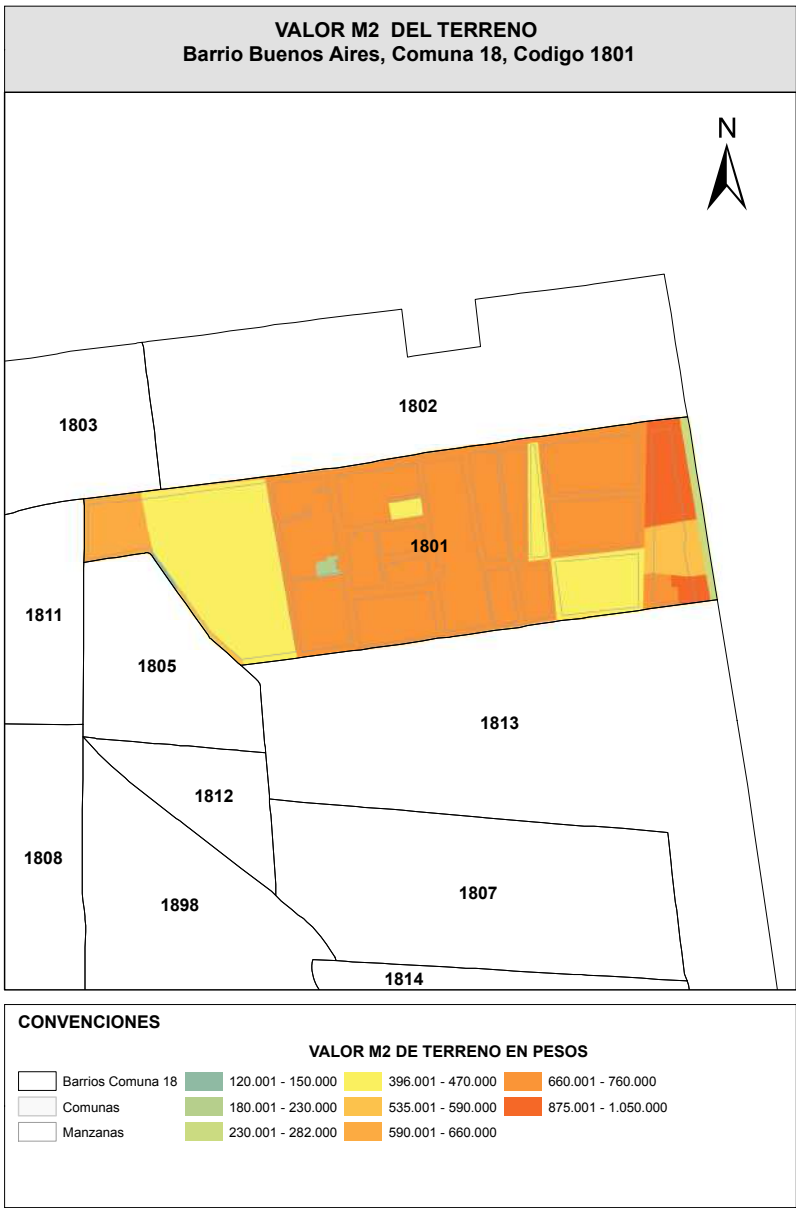 VALOR M2 DEL TERRENO
Barrio Buenos Aires, Comuna 18, Codigo 1801
N
1803
1802
1801
1811
1805
1813
1812
1808
1898
1807
1814
CONVENCIONES
VALOR M2 DE TERRENO EN PESOS
Barrios Comuna 18 120.001 - 150.000 396.001 - 470.000 660.001 - 760.000
Comunas 180.001 - 230.000 535.001 - 590.000 875.001 - 1.050.000
Manzanas 230.001 - 282.000 590.001 - 660.000